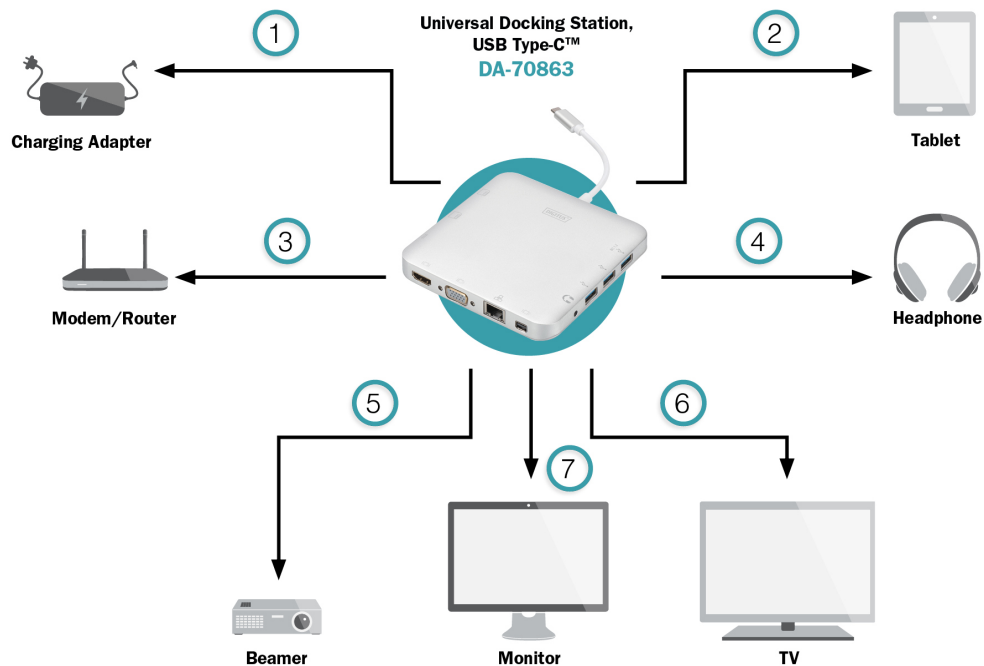 Universal Docking Station,
USB Type-C™
DA-70863
1
2
Charging Adapter
Tablet
3
4
Modem/Router
Headphone
5
6
7
Beamer
Monitor
TV